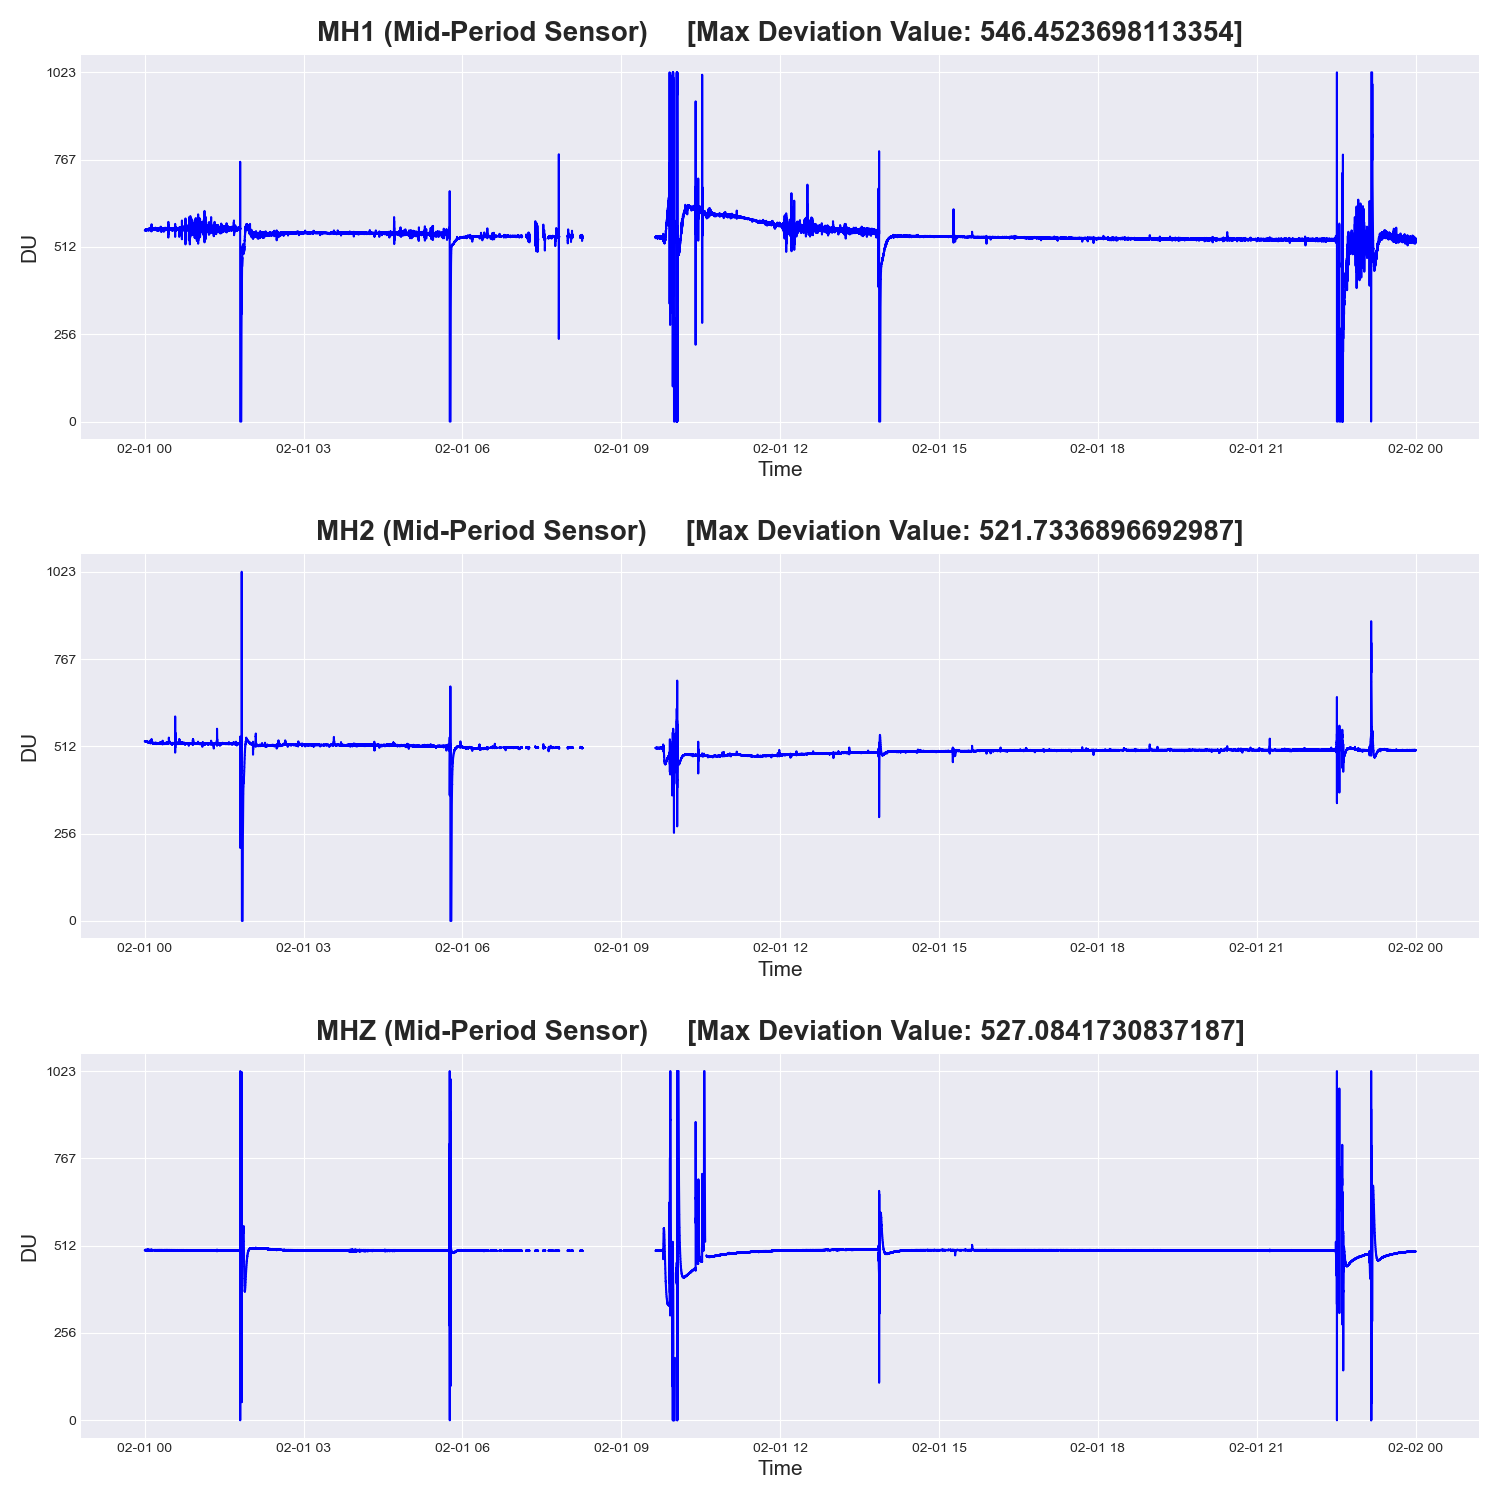 MH1 (Mid-Period Sensor) [Max Deviation Value: 546.4523698113354]
1023
767
512
256
0
DU
02-01 00 02-01 03 02-01 06 02-01 09 02-01 12 02-01 15 02-01 18 02-01 21 02-02 00
Time
MH2 (Mid-Period Sensor) [Max Deviation Value: 521.7336896692987]
1023
767
512
256
0
DU
02-01 00 02-01 03 02-01 06 02-01 09 02-01 12 02-01 15 02-01 18 02-01 21 02-02 00
Time
MHZ (Mid-Period Sensor) [Max Deviation Value: 527.0841730837187]
1023
767
512
256
0
DU
02-01 00 02-01 03 02-01 06 02-01 09 02-01 12 02-01 15 02-01 18 02-01 21 02-02 00
Time